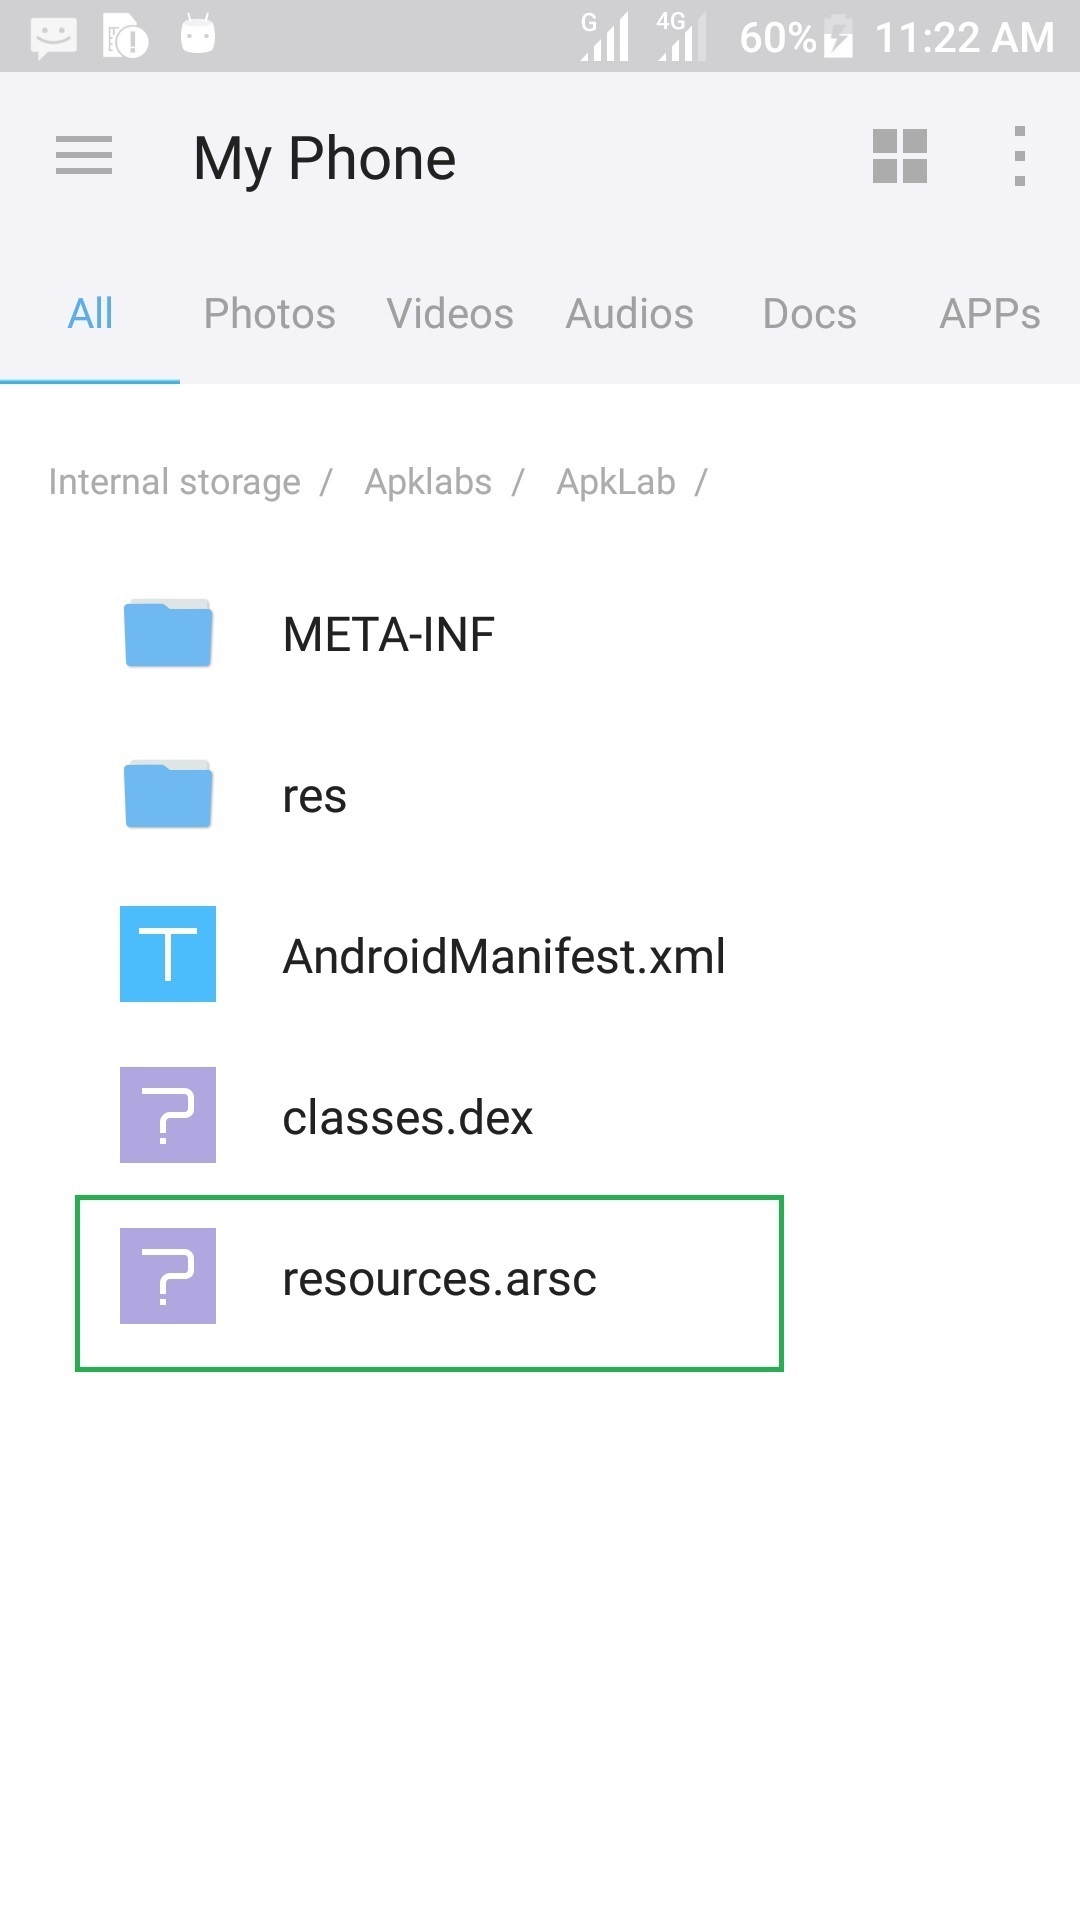 G 4G 60% 11:22 AM
My Phone
All Photos Videos Audios Docs APPs
Internal storage / Apklabs / ApkLab /
META-INF
res
T AndroidManifest.xml
? classes.dex
? resources.arsc